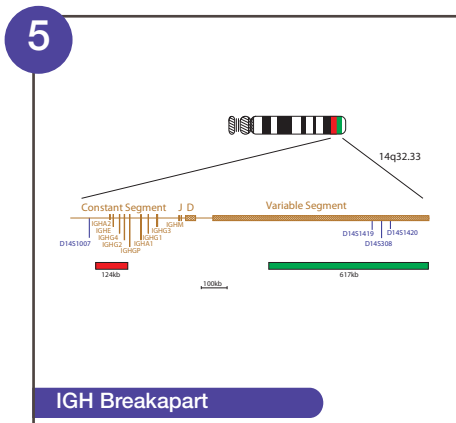 5
14q32.33
Constant Segment J D Variable Segment
IGHA2 IGHM
IGHE IGHG3
IGHG4 IGHG1
IGHG2 IGHA1
IGHGP
D14S1007
D14S1419 D14S1420
D14S308
124kb 617kb
100kb
IGH Breakapart